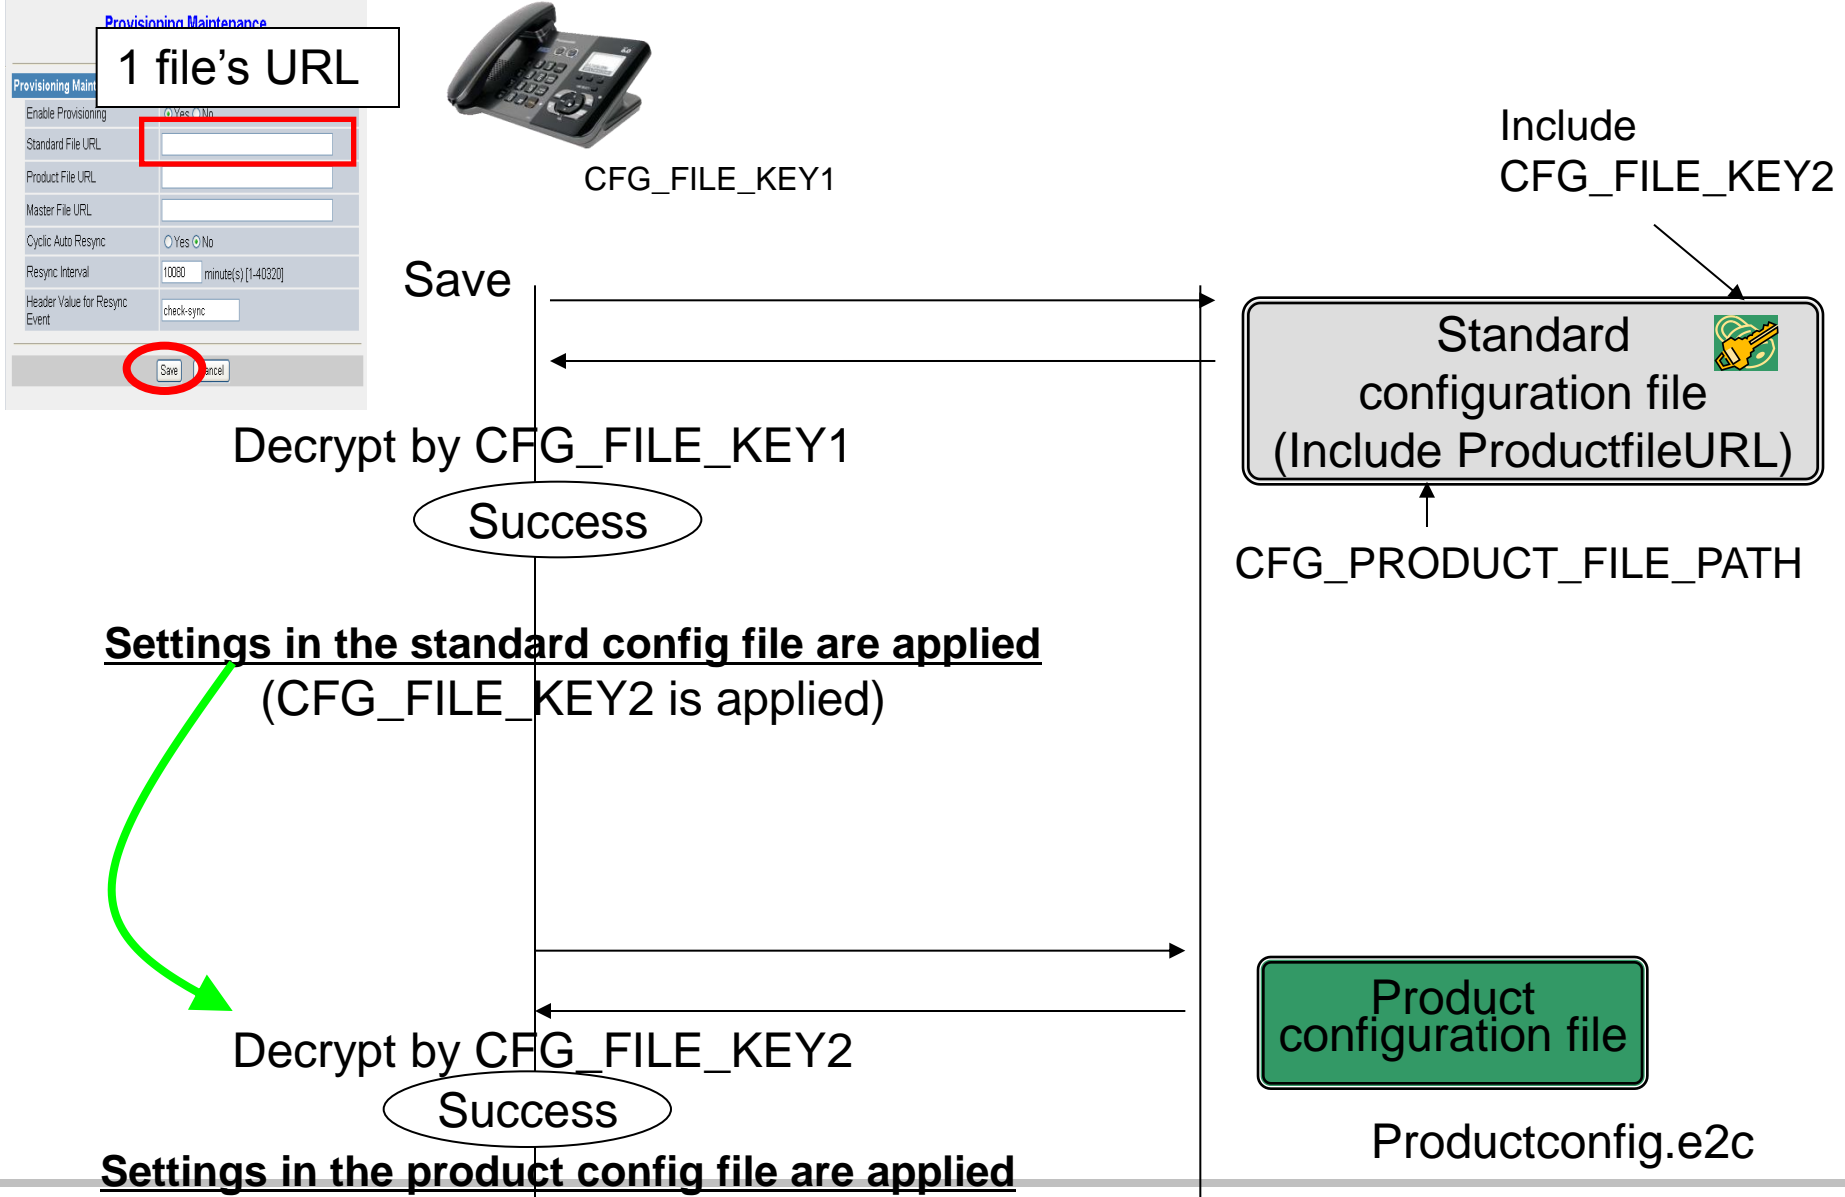 Provisioning Maintenance
1 file's URL
Provisioning Maint
Enable Provisioning
Yes No
Standard File URL
Product File URL
Master File URL
Cyclic Auto Resync
Yes No
Resync Interval
10080 minute(s) [1-40320]
Header Value for Resync
Event
check-sync
Save
Cancel
CFG_FILE_KEY1
Include
CFG_FILE_KEY2
Save
Standard
configuration file
(Include ProductfileURL)
Decrypt by CFG_FILE_KEY1
Success
CFG_PRODUCT_FILE_PATH
Settings in the standard config file are applied
(CFG_FILE_KEY2 is applied)
Product
configuration file
Decrypt by CFG_FILE_KEY2
Success
Productconfig.e2c
Settings in the product config file are applied